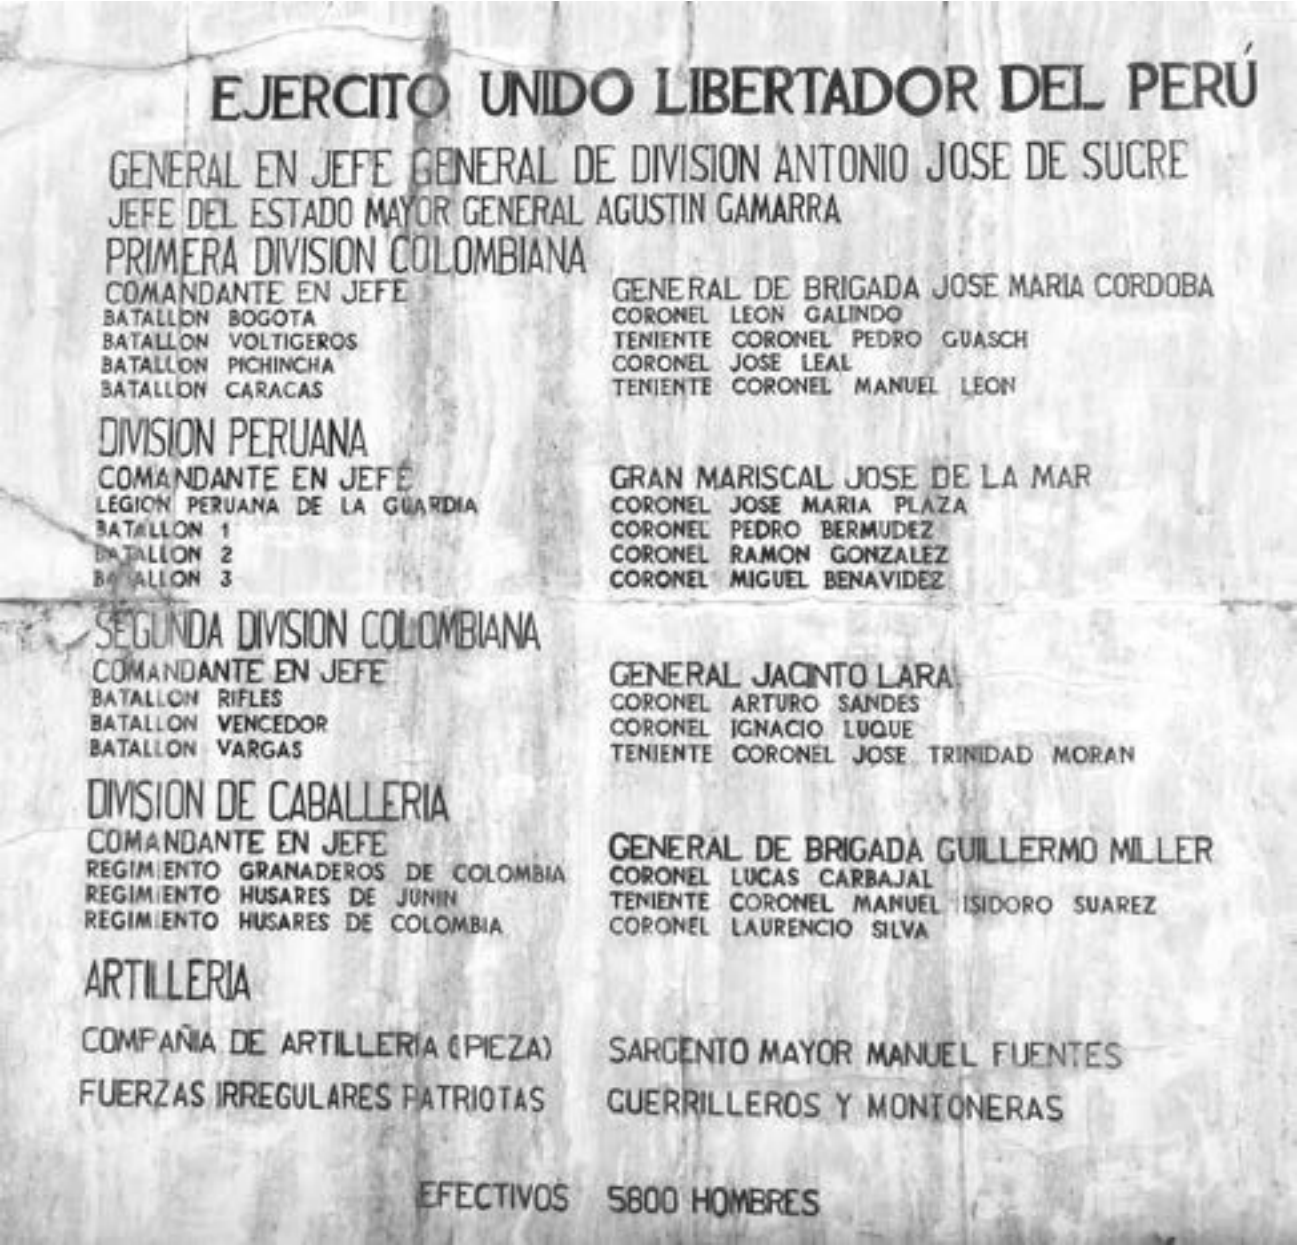 EJERCITO UNIDO LIBERTADOR DEL PERÚ
GENERAL EN JEFE GENERAL DE DIVISION ANTONIO JOSE DE SUCRE
JEFE DEL ESTADO MAYOR GENERAL AGUSTIN GAMARRA
PRIMERA DIVISION COLOMBIANA
COMANDANTE EN JEFE GENERAL DE BRIGADA JOSE MARIA CORDOBA
BATALLON BOGOTA CORONEL LEON GALINDO
BATALLON VOLTIGEROS TENIENTE CORONEL PEDRO GUASCH
BATALLON PICHINCHA CORONEL JOSE LEAL
BATALLON CARACAS TENIENTE CORONEL MANUEL LEON
DIVISION PERUANA
COMANDANTE EN JEFE GRAN MARISCAL JOSE DE LA MAR
LEGION PERUANA DE LA GUARDIA CORONEL JOSE MARIA PLAZA
BATALLON 1 CORONEL PEDRO BERMUDEZ
BATALLON 2 CORONEL RAMON GONZALEZ
BATALLON 3 CORONEL MIGUEL BENAVIDEZ
SEGUNDA DIVISION COLOMBIANA
COMANDANTE EN JEFE GENERAL JACINTO LARA
BATALLON RIFLES CORONEL ARTURO SANDES
BATALLON VENCEDOR CORONEL IGNACIO LUQUE
BATALLON VARGAS TENIENTE CORONEL JOSE TRINIDAD MORAN
DIVISION DE CABALLERIA
COMANDANTE EN JEFE GENERAL DE BRIGADA GUILLERMO MILLER
REGIMIENTO GRANADEROS DE COLOMBIA CORONEL LUCAS CARBAJAL
REGIMIENTO HUSARES DE JUNIN TENIENTE CORONEL MANUEL ISIDORO SUAREZ
REGIMIENTO HUSARES DE COLOMBIA CORONEL LAURENCIO SILVA
ARTILLERIA
COMPAÑIA DE ARTILLERIA PIEZA) SARGENTO MAYOR MANUEL FUENTES
FUERZAS IRREGULARES PATRIOTAS GUERRILLEROS Y MONTONERAS
EFECTIVOS 5800 HOMBRES